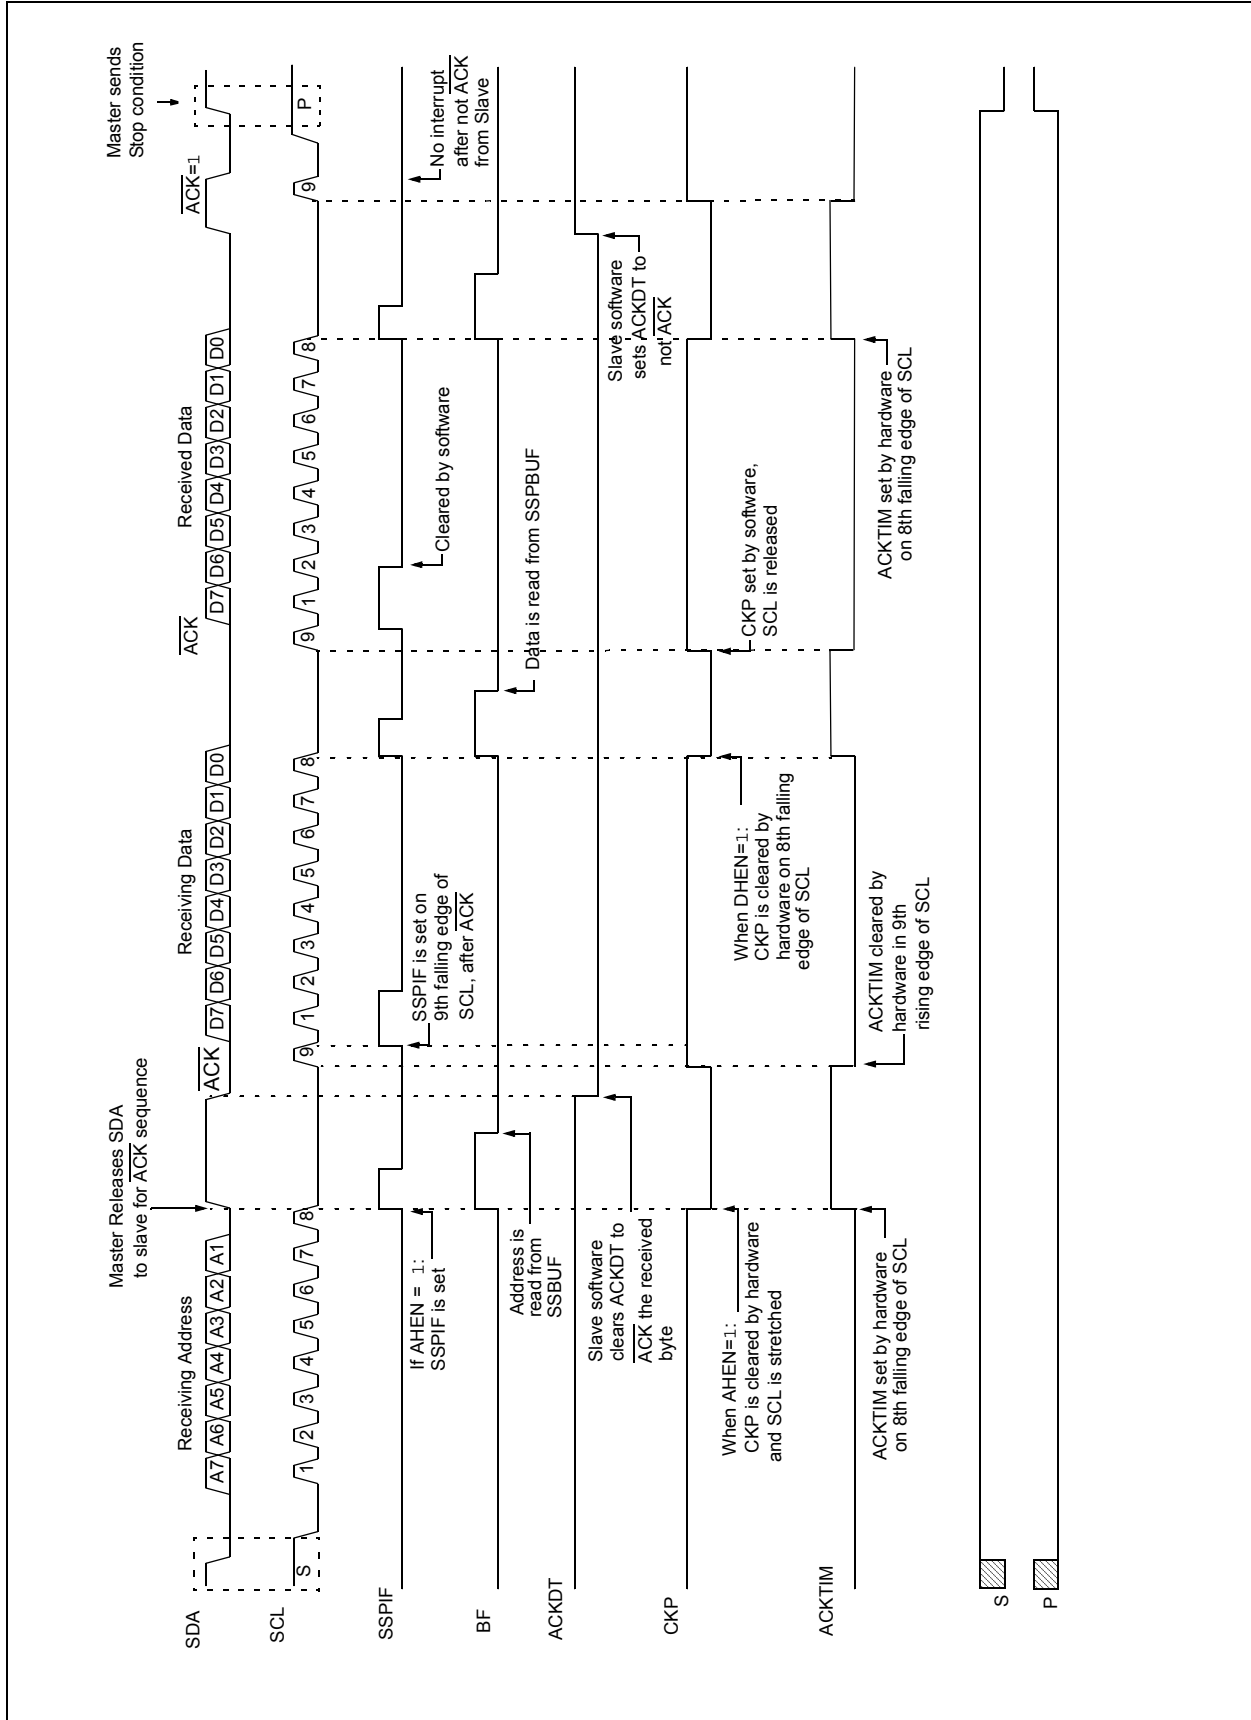 Master Releases SDA
to slave for ACK sequence
Master sends
Stop condition
Receiving Address
Receiving Data
Received Data
ACK
ACK
ACK=1
SDA
A7 A6 A5 A4 A3 A2 A1
D7 D6 D5 D4 D3 D2 D1 D0
D7 D6 D5 D4 D3 D2 D1 D0
SCL
S
1 2 3 4 5 6 7 8
9
1 2 3 4 5 6 7 8
9
1 2 3 4 5 6 7 8
9
P
SSPIF
If AHEN = 1:
SSPIF is set
SSPIF is set on
9th falling edge of
SCL, after ACK
Cleared by software
No interrupt
after not ACK
from Slave
BF
Address is
read from
SSBUF
Data is read from SSPBUF
ACKDT
Slave software
clears ACKDT to
ACK the received
byte
Slave software
sets ACKDT to
not ACK
CKP
When AHEN=1:
CKP is cleared by hardware
and SCL is stretched
When DHEN=1:
CKP is cleared by
hardware on 8th falling
edge of SCL
CKP set by software,
SCL is released
ACKTIM
ACKTIM set by hardware
on 8th falling edge of SCL
ACKTIM cleared by
hardware in 9th
rising edge of SCL
ACKTIM set by hardware
on 8th falling edge of SCL
S
P